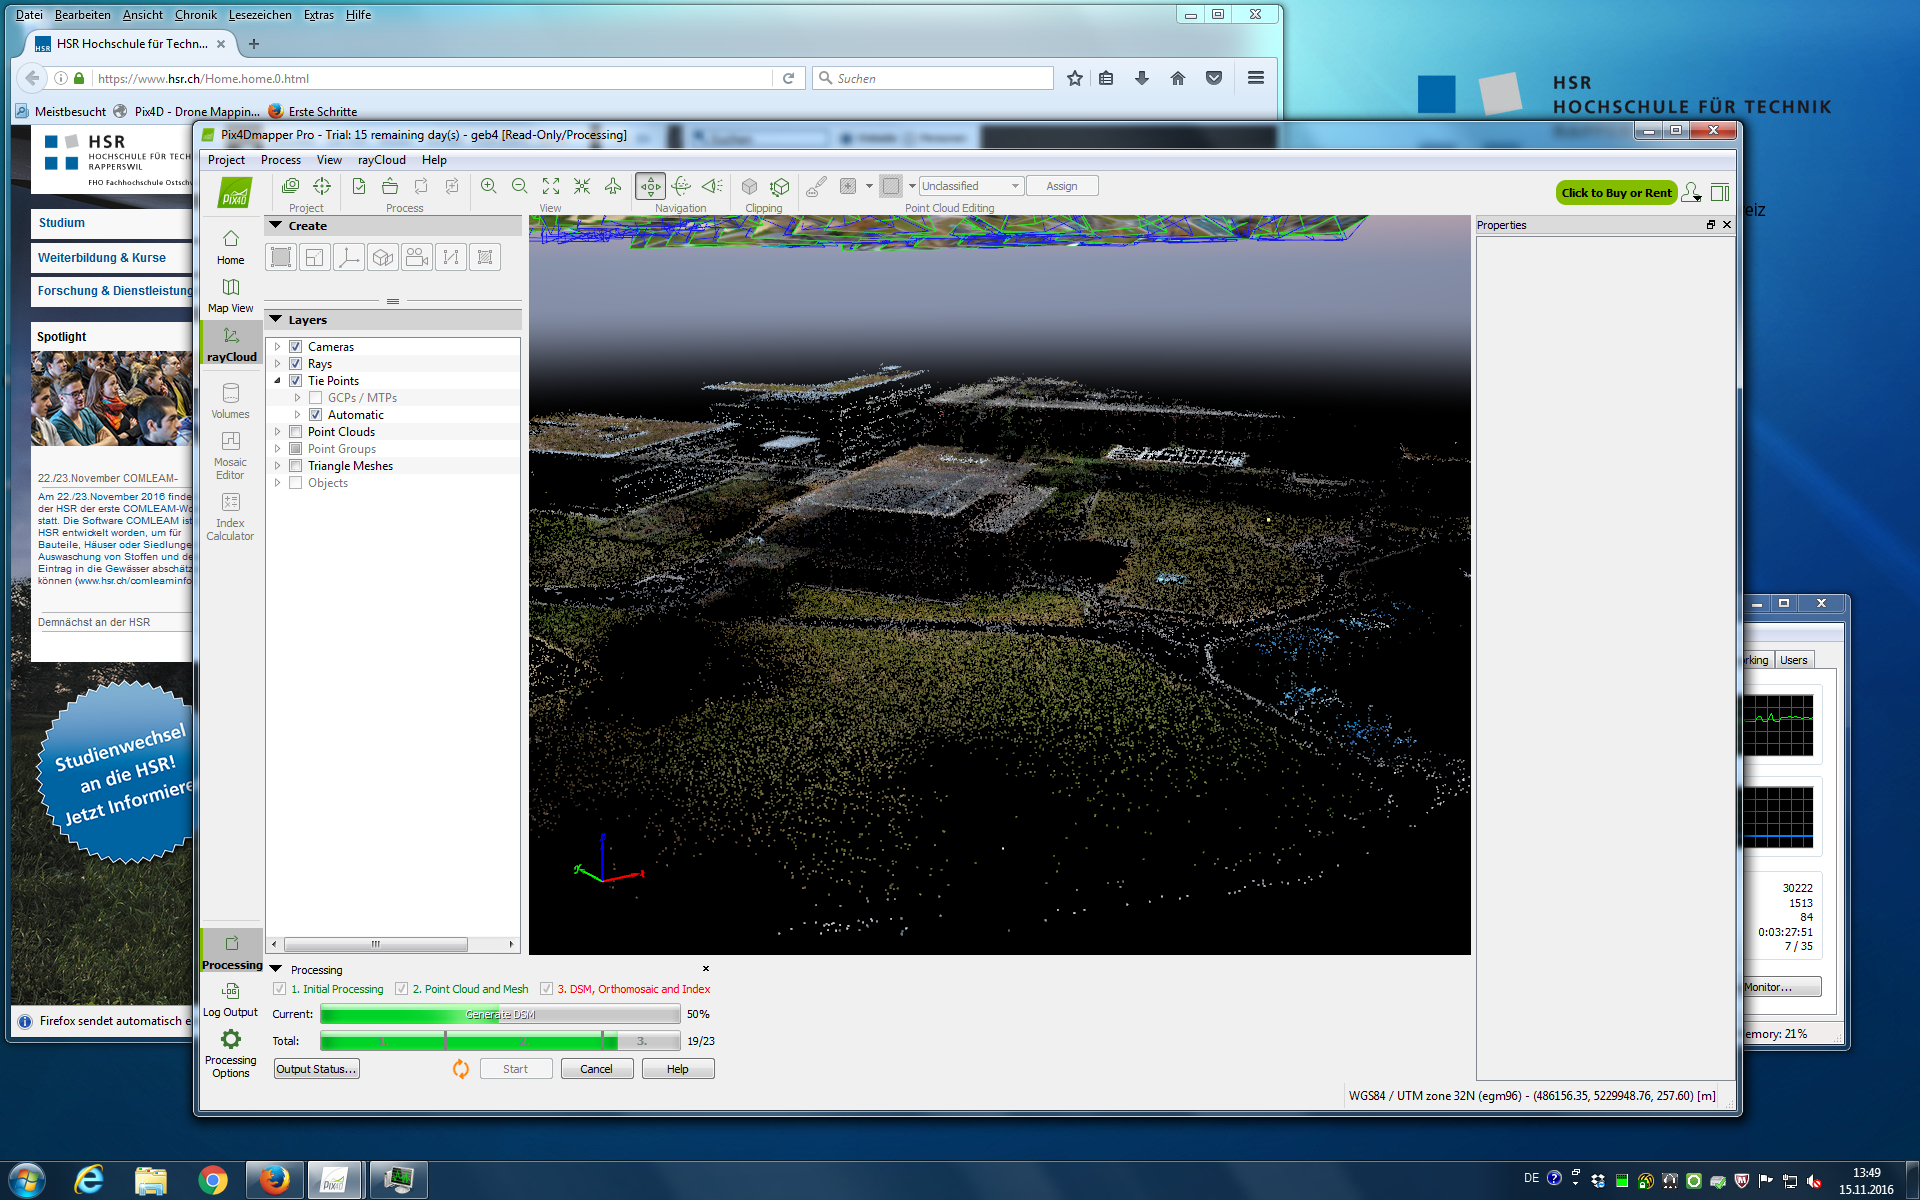 Datei Bearbeiten Ansicht Chronik Lesezeichen Extras Hilfe
HSR Hochschule für Techn...
https://www.hsr.ch/Home.home.0.html
Suchen
Meistbesucht Pix4D - Drone Mappin... Erste Schritte
HSR
HOCHSCHULE FÜR TECHNIK
HSR
HOCHSCHULE FÜR TECH
RAPPERSWIL
FHO Fachhochschule Ostschw
Studium
Weiterbildung & Kurse
Forschung & Dienstleistung
Spotlight
22./23.November COMLEAM-
Am 22./23.November 2016 finde
der HSR der erste COMLEAM-Wo
statt. Die Software COMLEAM ist
HSR entwickelt worden, um für
Bauteile, Häuser oder Siedlunge
Auswaschung von Stoffen und de
Eintrag in die Gewässer abschätz
können (www.hsr.ch/comleaminfo
Demnächst an der HSR
Studienwechsel
an die HSR!
Jetzt Informiere
Firefox sendet automatisch e
Pix4Dmapper Pro - Trial: 15 remaining day(s) - geb4 [Read-Only/Processing]
Project Process View rayCloud Help
PIX4D
Unclassified Assign
Click to Buy or Rent
Project Process View Navigation Clipping Point Cloud Editing
eiz
Home
Map View
rayCloud
Volumes
Mosaic
Editor
Index
Calculator
Processing
Log Output
Processing
Options
Create
Layers
Cameras
Rays
Tie Points
GCPs / MTPs
Automatic
Point Clouds
Point Groups
Triangle Meshes
Objects
Properties
Processing
1. Initial Processing 2. Point Cloud and Mesh 3. DSM, Orthomosaic and Index
Current: Generate DSM 50%
Total: 1. 2. 3. 19/23
Output Status... Start Cancel Help
WGS84 / UTM zone 32N (egm96) - (486156.35, 5229948.76, 257.60) [m]
rking Users
30222
1513
84
0:03:27:51
7 / 35
Monitor...
emory: 21%
DE
13:49
15.11.2016